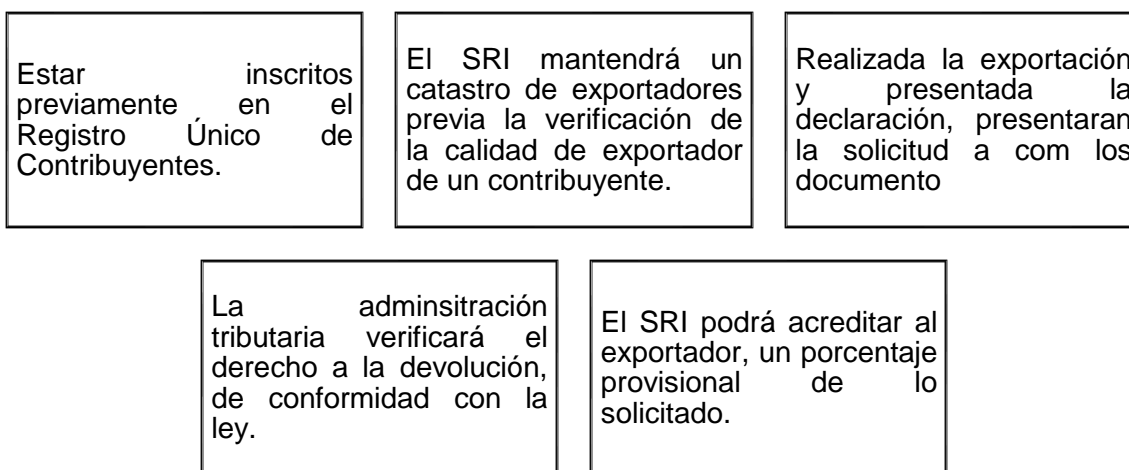 Estar inscritos
previamente en el
Registro Único de
Contribuyentes.
El SRI mantendrá un
catastro de exportadores
previa la verificación de
la calidad de exportador
de un contribuyente.
Realizada la exportación
y presentada la
declaración, presentaran
la solicitud a com los
documento
La adminsitración
tributaria verificará el
derecho a la devolución,
de conformidad con la
ley.
El SRI podrá acreditar al
exportador, un porcentaje
provisional de lo
solicitado.